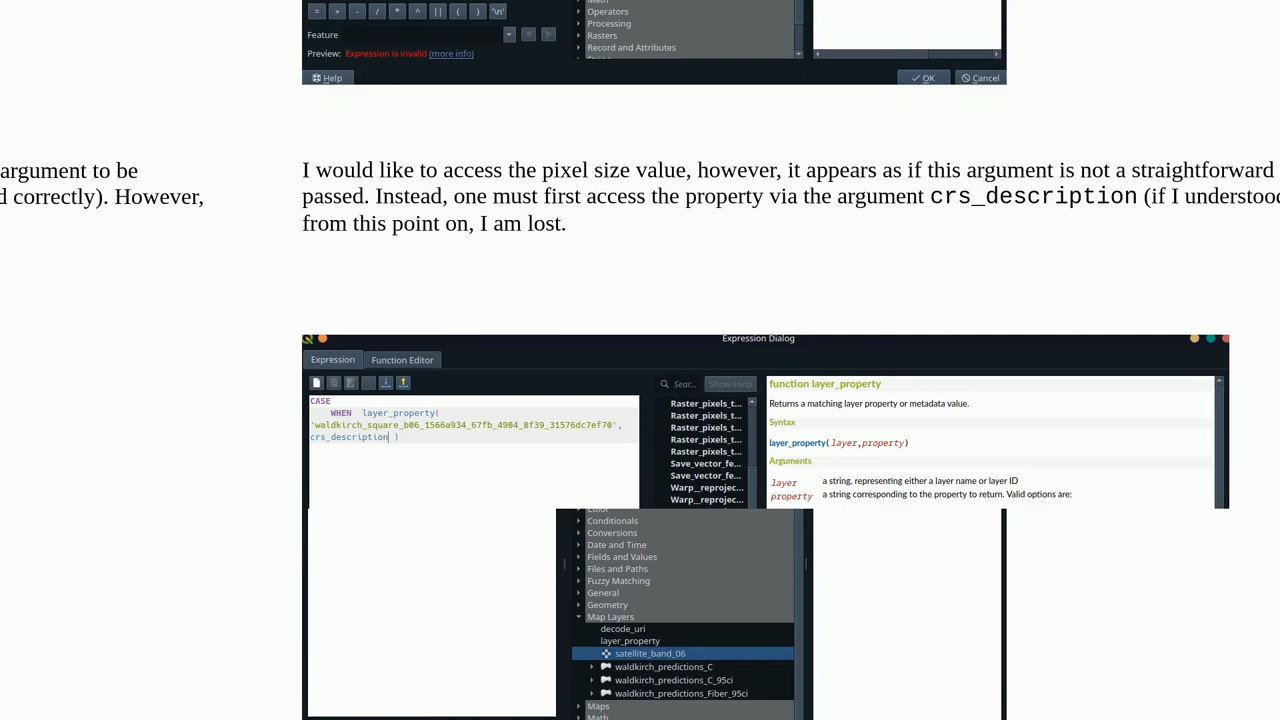 = + - / * ^ || ( ) '\n'
Operators
Processing
Rasters
Record and Attributes
Feature
Preview: Expression is invalid (more info)
Help
OK
Cancel
argument to be
d correctly). However,
I would like to access the pixel size value, however, it appears as if this argument is not a straightforward
passed. Instead, one must first access the property via the argument crs_description (if I understood
from this point on, I am lost.
Expression Dialog
Expression
Function Editor
Sear...
Show Help
CASE
WHEN layer_property(
'waldkirch_square_b06_1566a934_67fb_4904_8f39_31576dc7ef70',
crs_description )
Raster_pixels_t...
Raster_pixels_t...
Raster_pixels_t...
Raster_pixels_t...
Raster_pixels_t...
Save_vector_fe...
Save_vector_fe...
Warp__reprojec...
Warp__reprojec...
function layer_property
Returns a matching layer property or metadata value.
Syntax
layer_property(layer,property)
Arguments
layer a string, representing either a layer name or layer ID
property a string corresponding to the property to return. Valid options are:
Color
Conditionals
Conversions
Date and Time
Fields and Values
Files and Paths
Fuzzy Matching
General
Geometry
Map Layers
decode_uri
layer_property
satellite_band_06
waldkirch_predictions_C
waldkirch_predictions_C_95ci
waldkirch_predictions_Fiber_95ci
Maps
Math